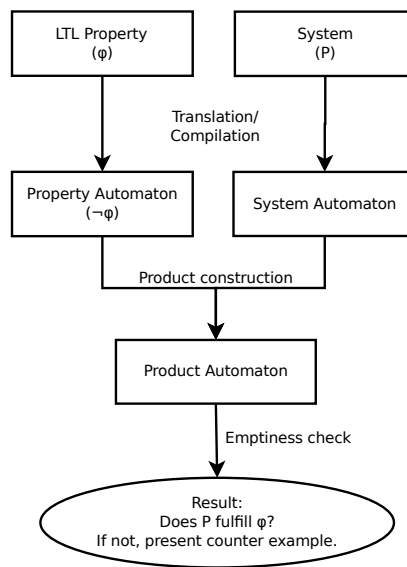 LTL Property
(φ)
System
(P)
Translation/
Compilation
Property Automaton
(¬φ)
System Automaton
Product construction
Product Automaton
Emptiness check
Result:
Does P fulfill φ?
If not, present counter example.